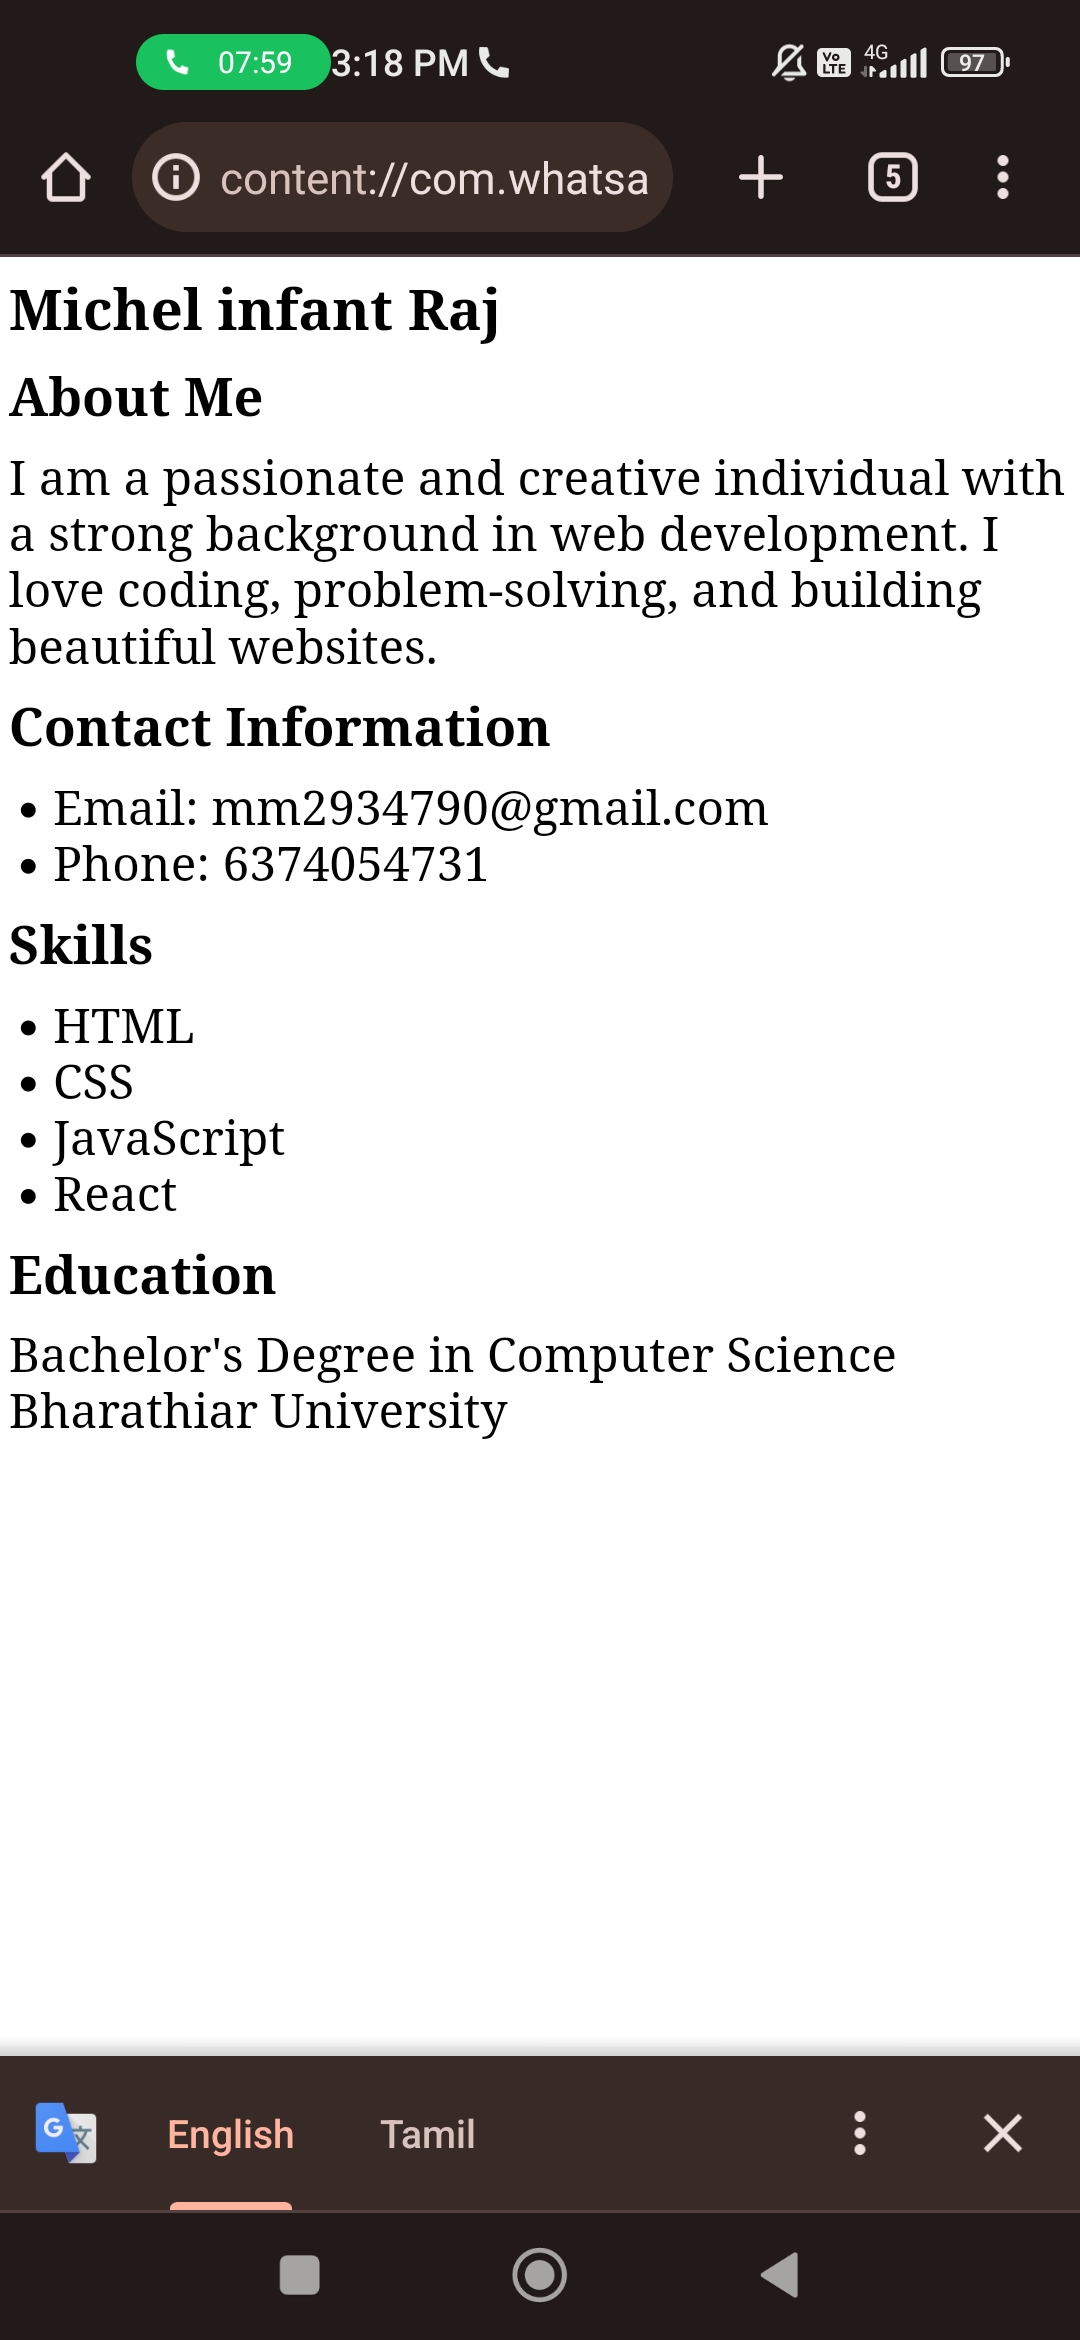 07:59 3:18 PM Vo LTE 4G 97
content://com.whatsa 5
Michel infant Raj
About Me
I am a passionate and creative individual with
a strong background in web development. I
love coding, problem-solving, and building
beautiful websites.
Contact Information
• Email: mm2934790@gmail.com
• Phone: 6374054731
Skills
• HTML
• CSS
• JavaScript
• React
Education
Bachelor's Degree in Computer Science
Bharathiar University
G 文 English Tamil